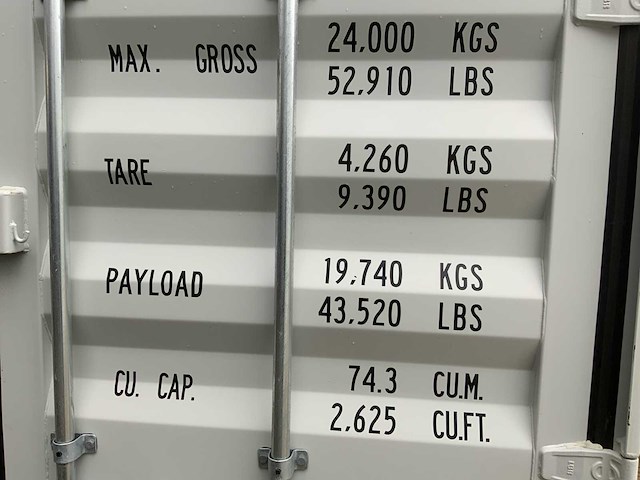 MAX. GROSS 24,000 KGS
52,910 LBS
TARE 4,260 KGS
9,390 LBS
PAYLOAD 19,740 KGS
43,520 LBS
CU. CAP. 74.3 CU.M.
2,625 CU.FT.